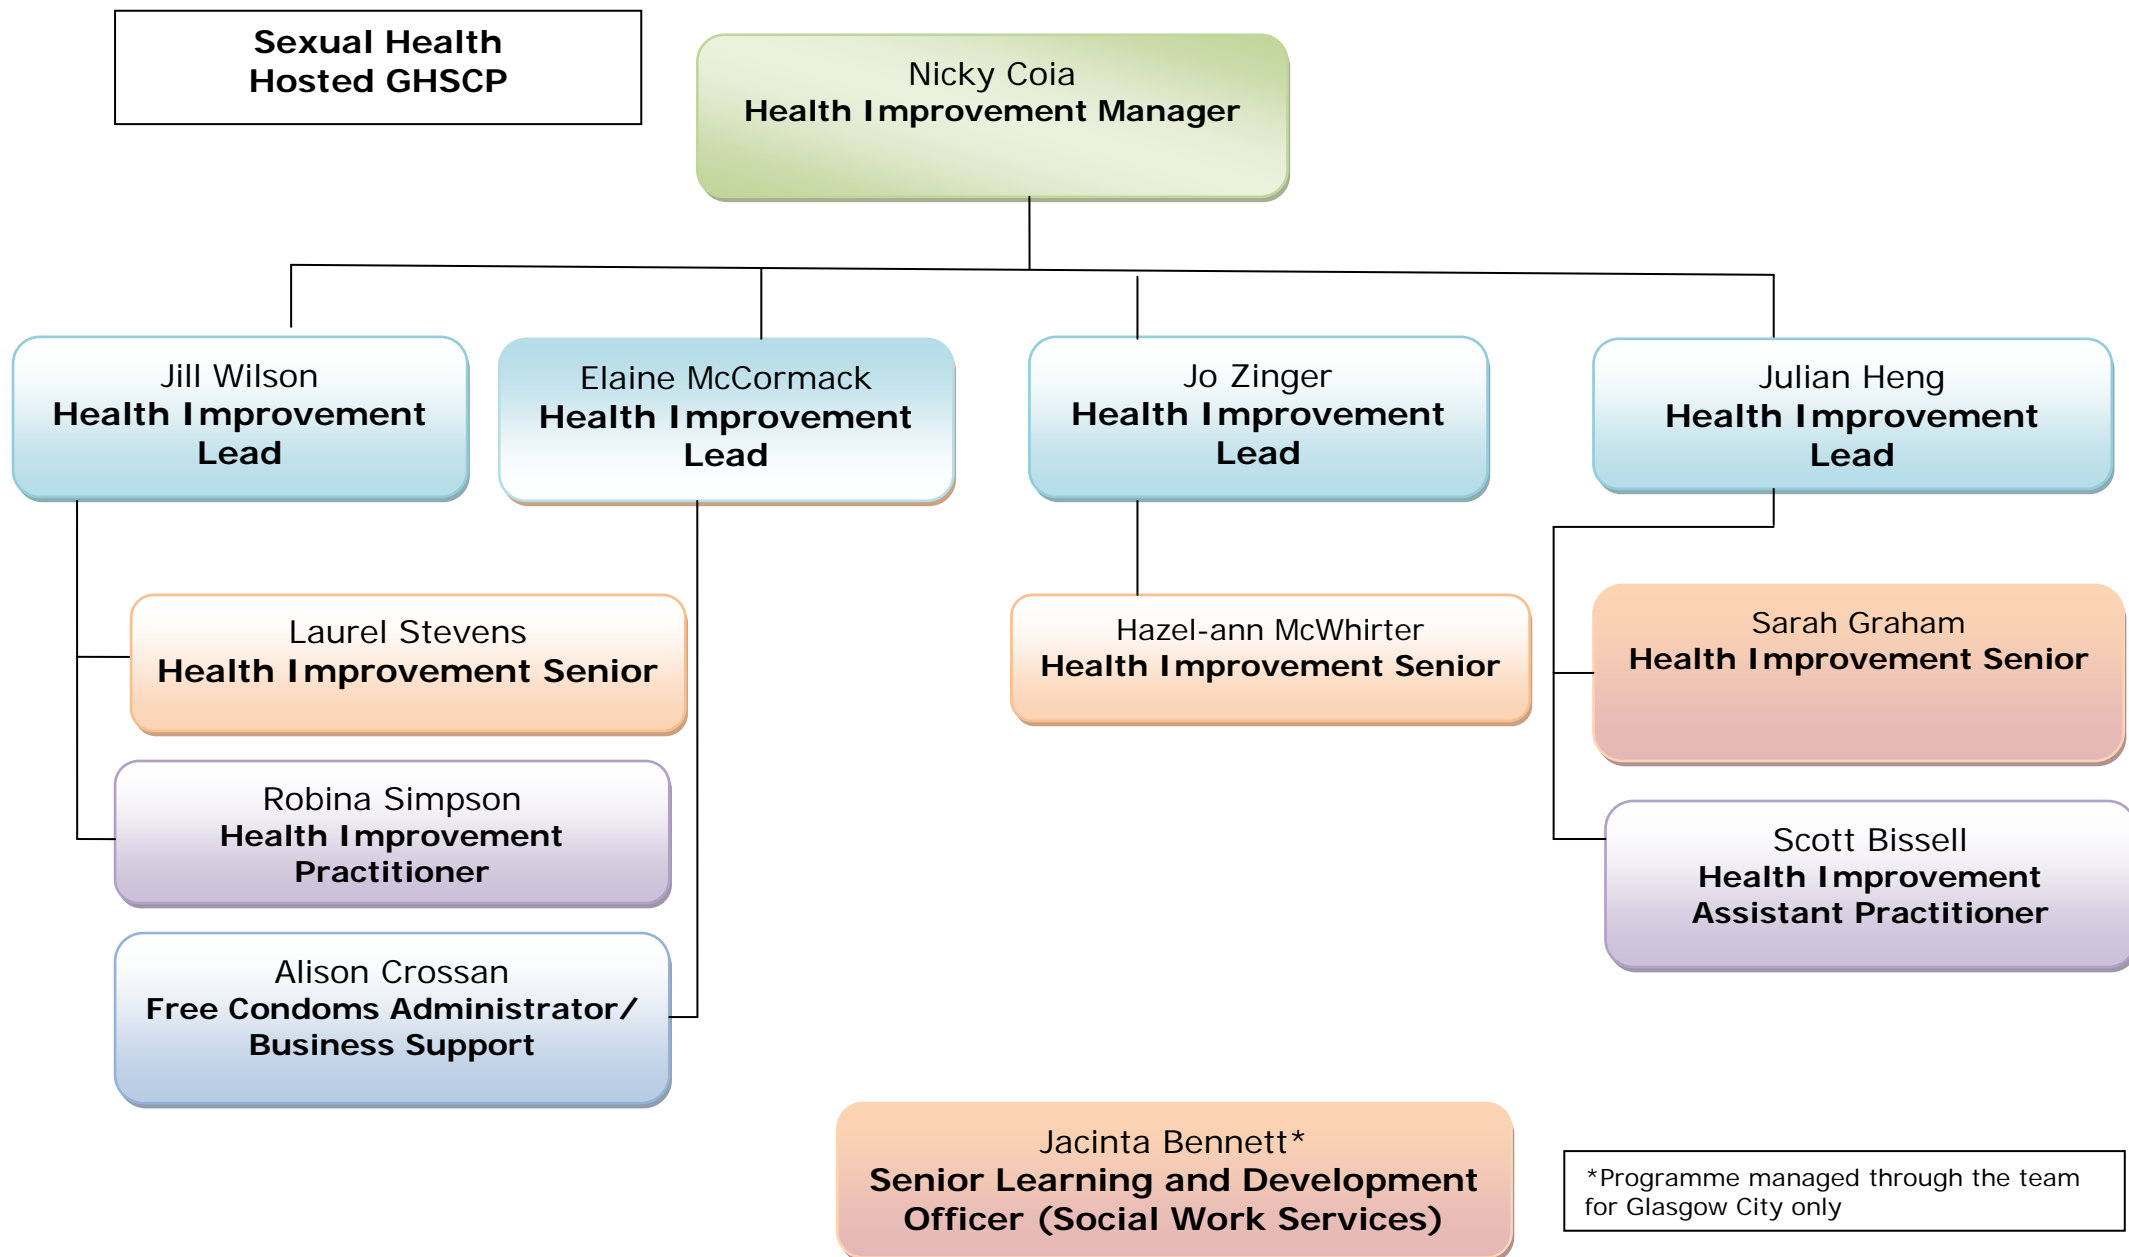 Sexual Health
Hosted GHSCP
Nicky Coia
Health Improvement Manager
Jill Wilson
Health Improvement
Lead
Elaine McCormack
Health Improvement
Lead
Jo Zinger
Health Improvement
Lead
Julian Heng
Health Improvement
Lead
Laurel Stevens
Health Improvement Senior
Hazel-ann McWhirter
Health Improvement Senior
Sarah Graham
Health Improvement Senior
Robina Simpson
Health Improvement
Practitioner
Scott Bissell
Health Improvement
Assistant Practitioner
Alison Crossan
Free Condoms Administrator/
Business Support
Jacinta Bennett*
Senior Learning and Development
Officer (Social Work Services)
*Programme managed through the team
for Glasgow City only